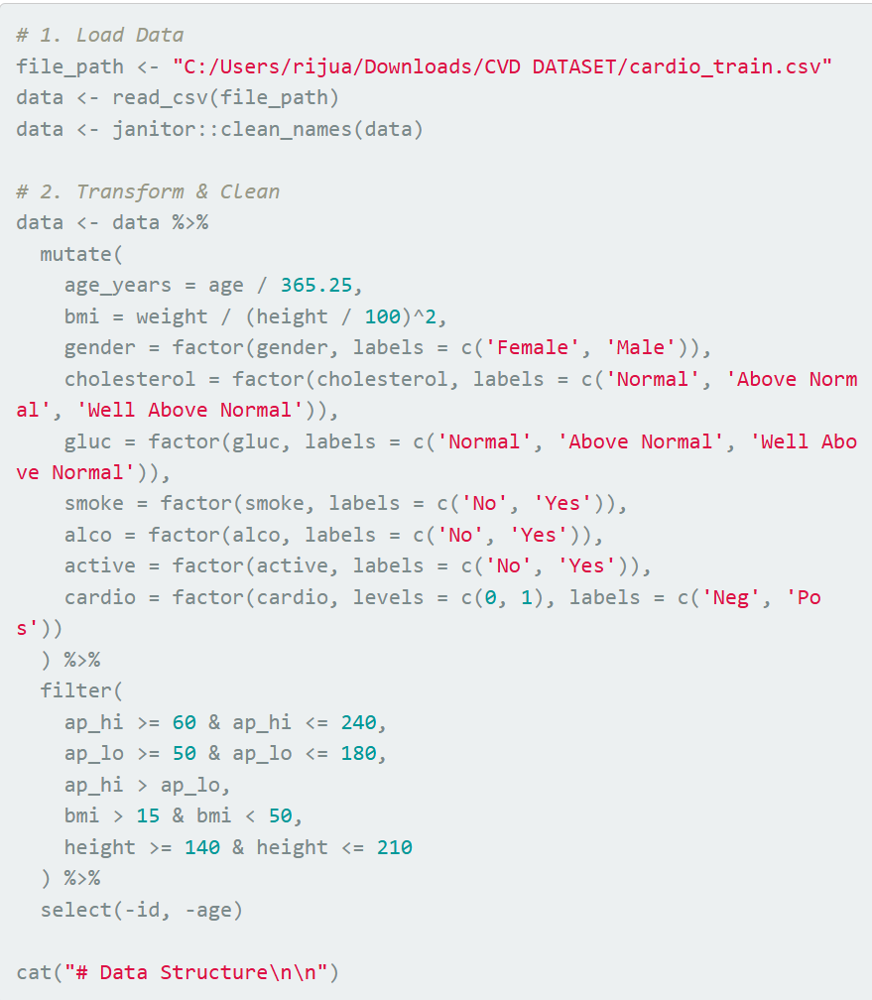 # 1. Load Data
file_path <- "C:/Users/rijua/Downloads/CVD DATASET/cardio_train.csv"
data <- read_csv(file_path)
data <- janitor::clean_names(data)

# 2. Transform & Clean
data <- data %>%
  mutate(
    age_years = age / 365.25,
    bmi = weight / (height / 100)^2,
    gender = factor(gender, labels = c('Female', 'Male')),
    cholesterol = factor(cholesterol, labels = c('Normal', 'Above Norm
al', 'Well Above Normal')),
    gluc = factor(gluc, labels = c('Normal', 'Above Normal', 'Well Abo
ve Normal')),
    smoke = factor(smoke, labels = c('No', 'Yes')),
    alco = factor(alco, labels = c('No', 'Yes')),
    active = factor(active, labels = c('No', 'Yes')),
    cardio = factor(cardio, levels = c(0, 1), labels = c('Neg', 'Po
s'))
  ) %>%
  filter(
    ap_hi >= 60 & ap_hi <= 240,
    ap_lo >= 50 & ap_lo <= 180,
    ap_hi > ap_lo,
    bmi > 15 & bmi < 50,
    height >= 140 & height <= 210
  ) %>%
  select(-id, -age)

cat("# Data Structure\n\n")